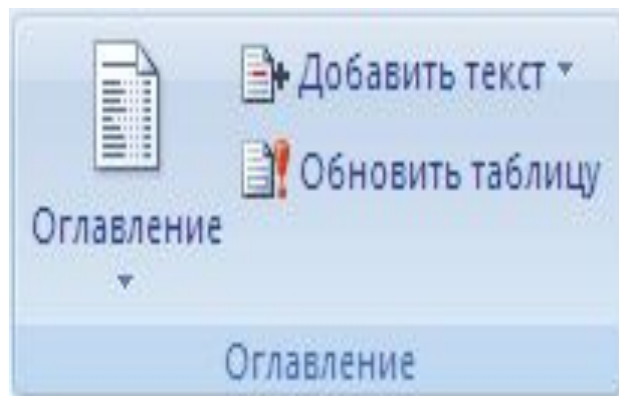 Добавить текст
Обновить таблицу
Оглавление
Оглавление